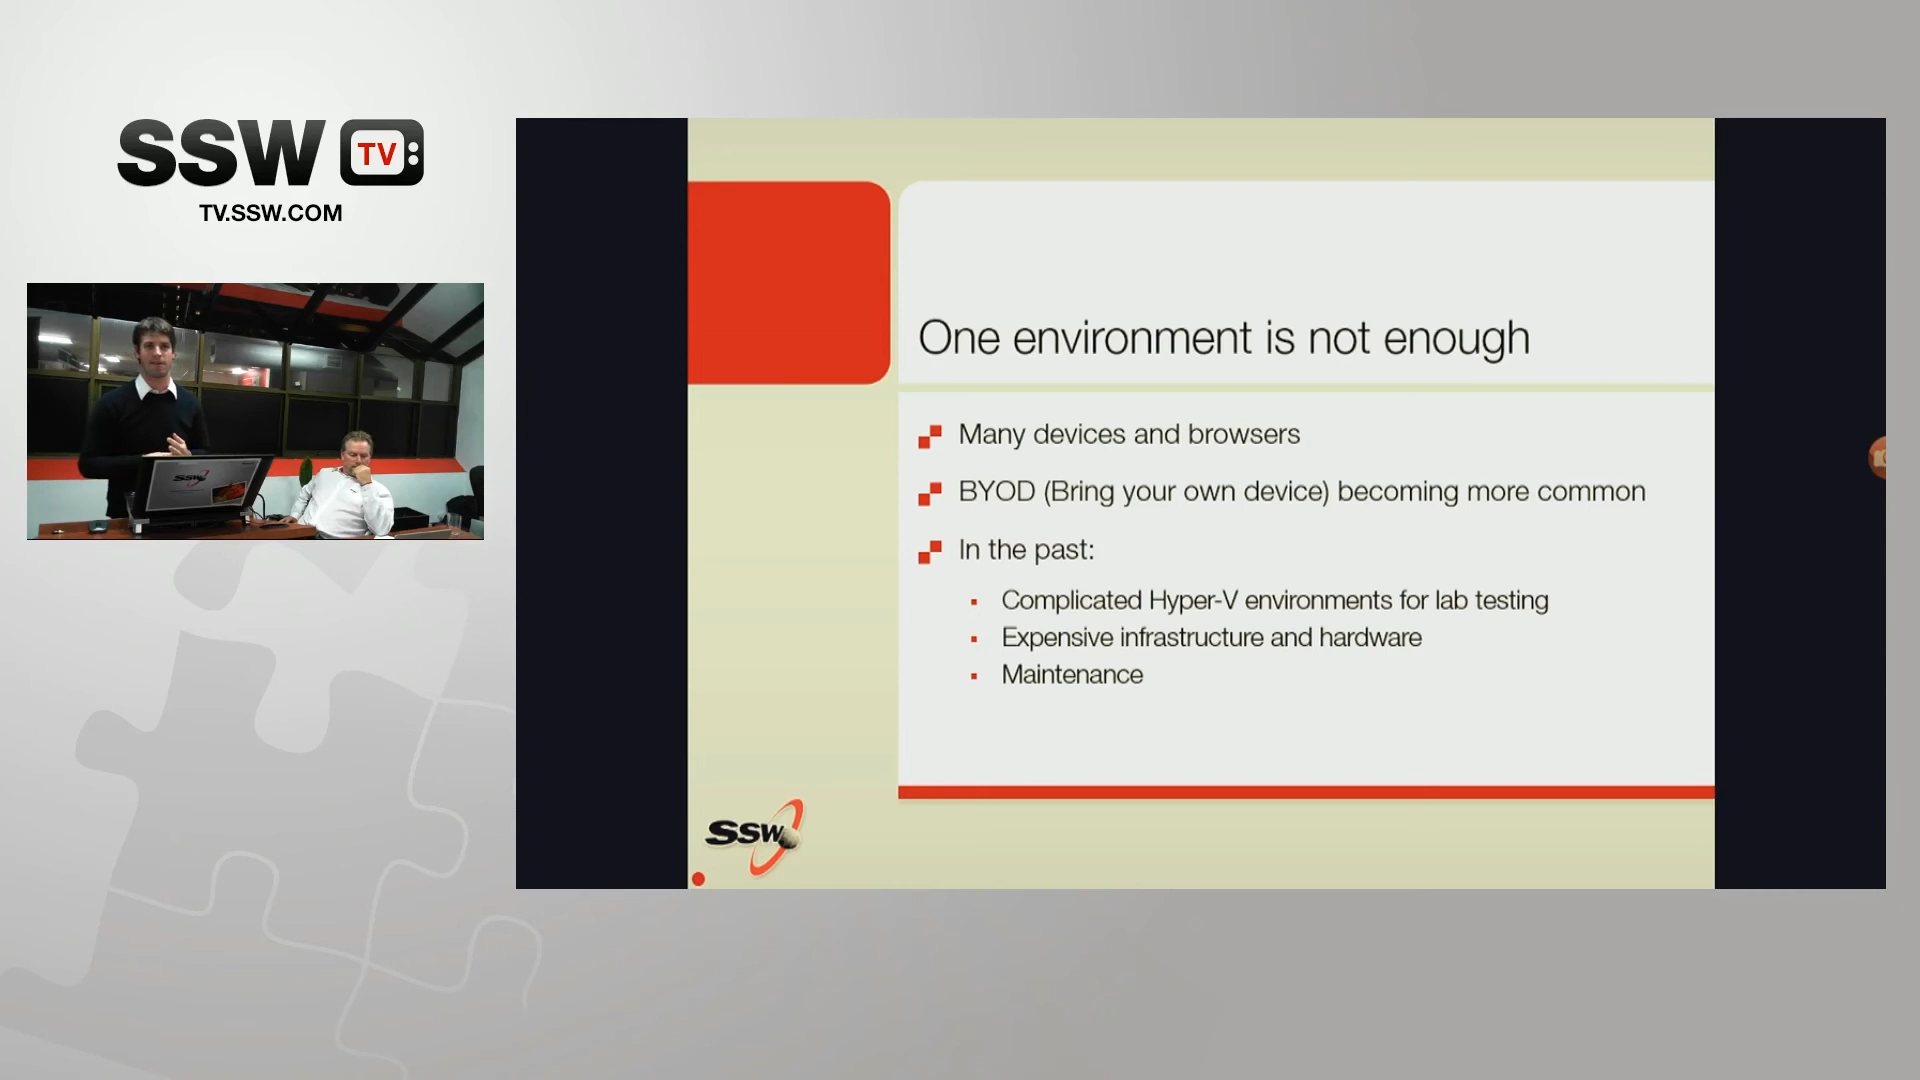 SSW TV
TV.SSW.COM
SSW
One environment is not enough
Many devices and browsers
BYOD (Bring your own device) becoming more common
In the past:
Complicated Hyper-V environments for lab testing
Expensive infrastructure and hardware
Maintenance
SSW